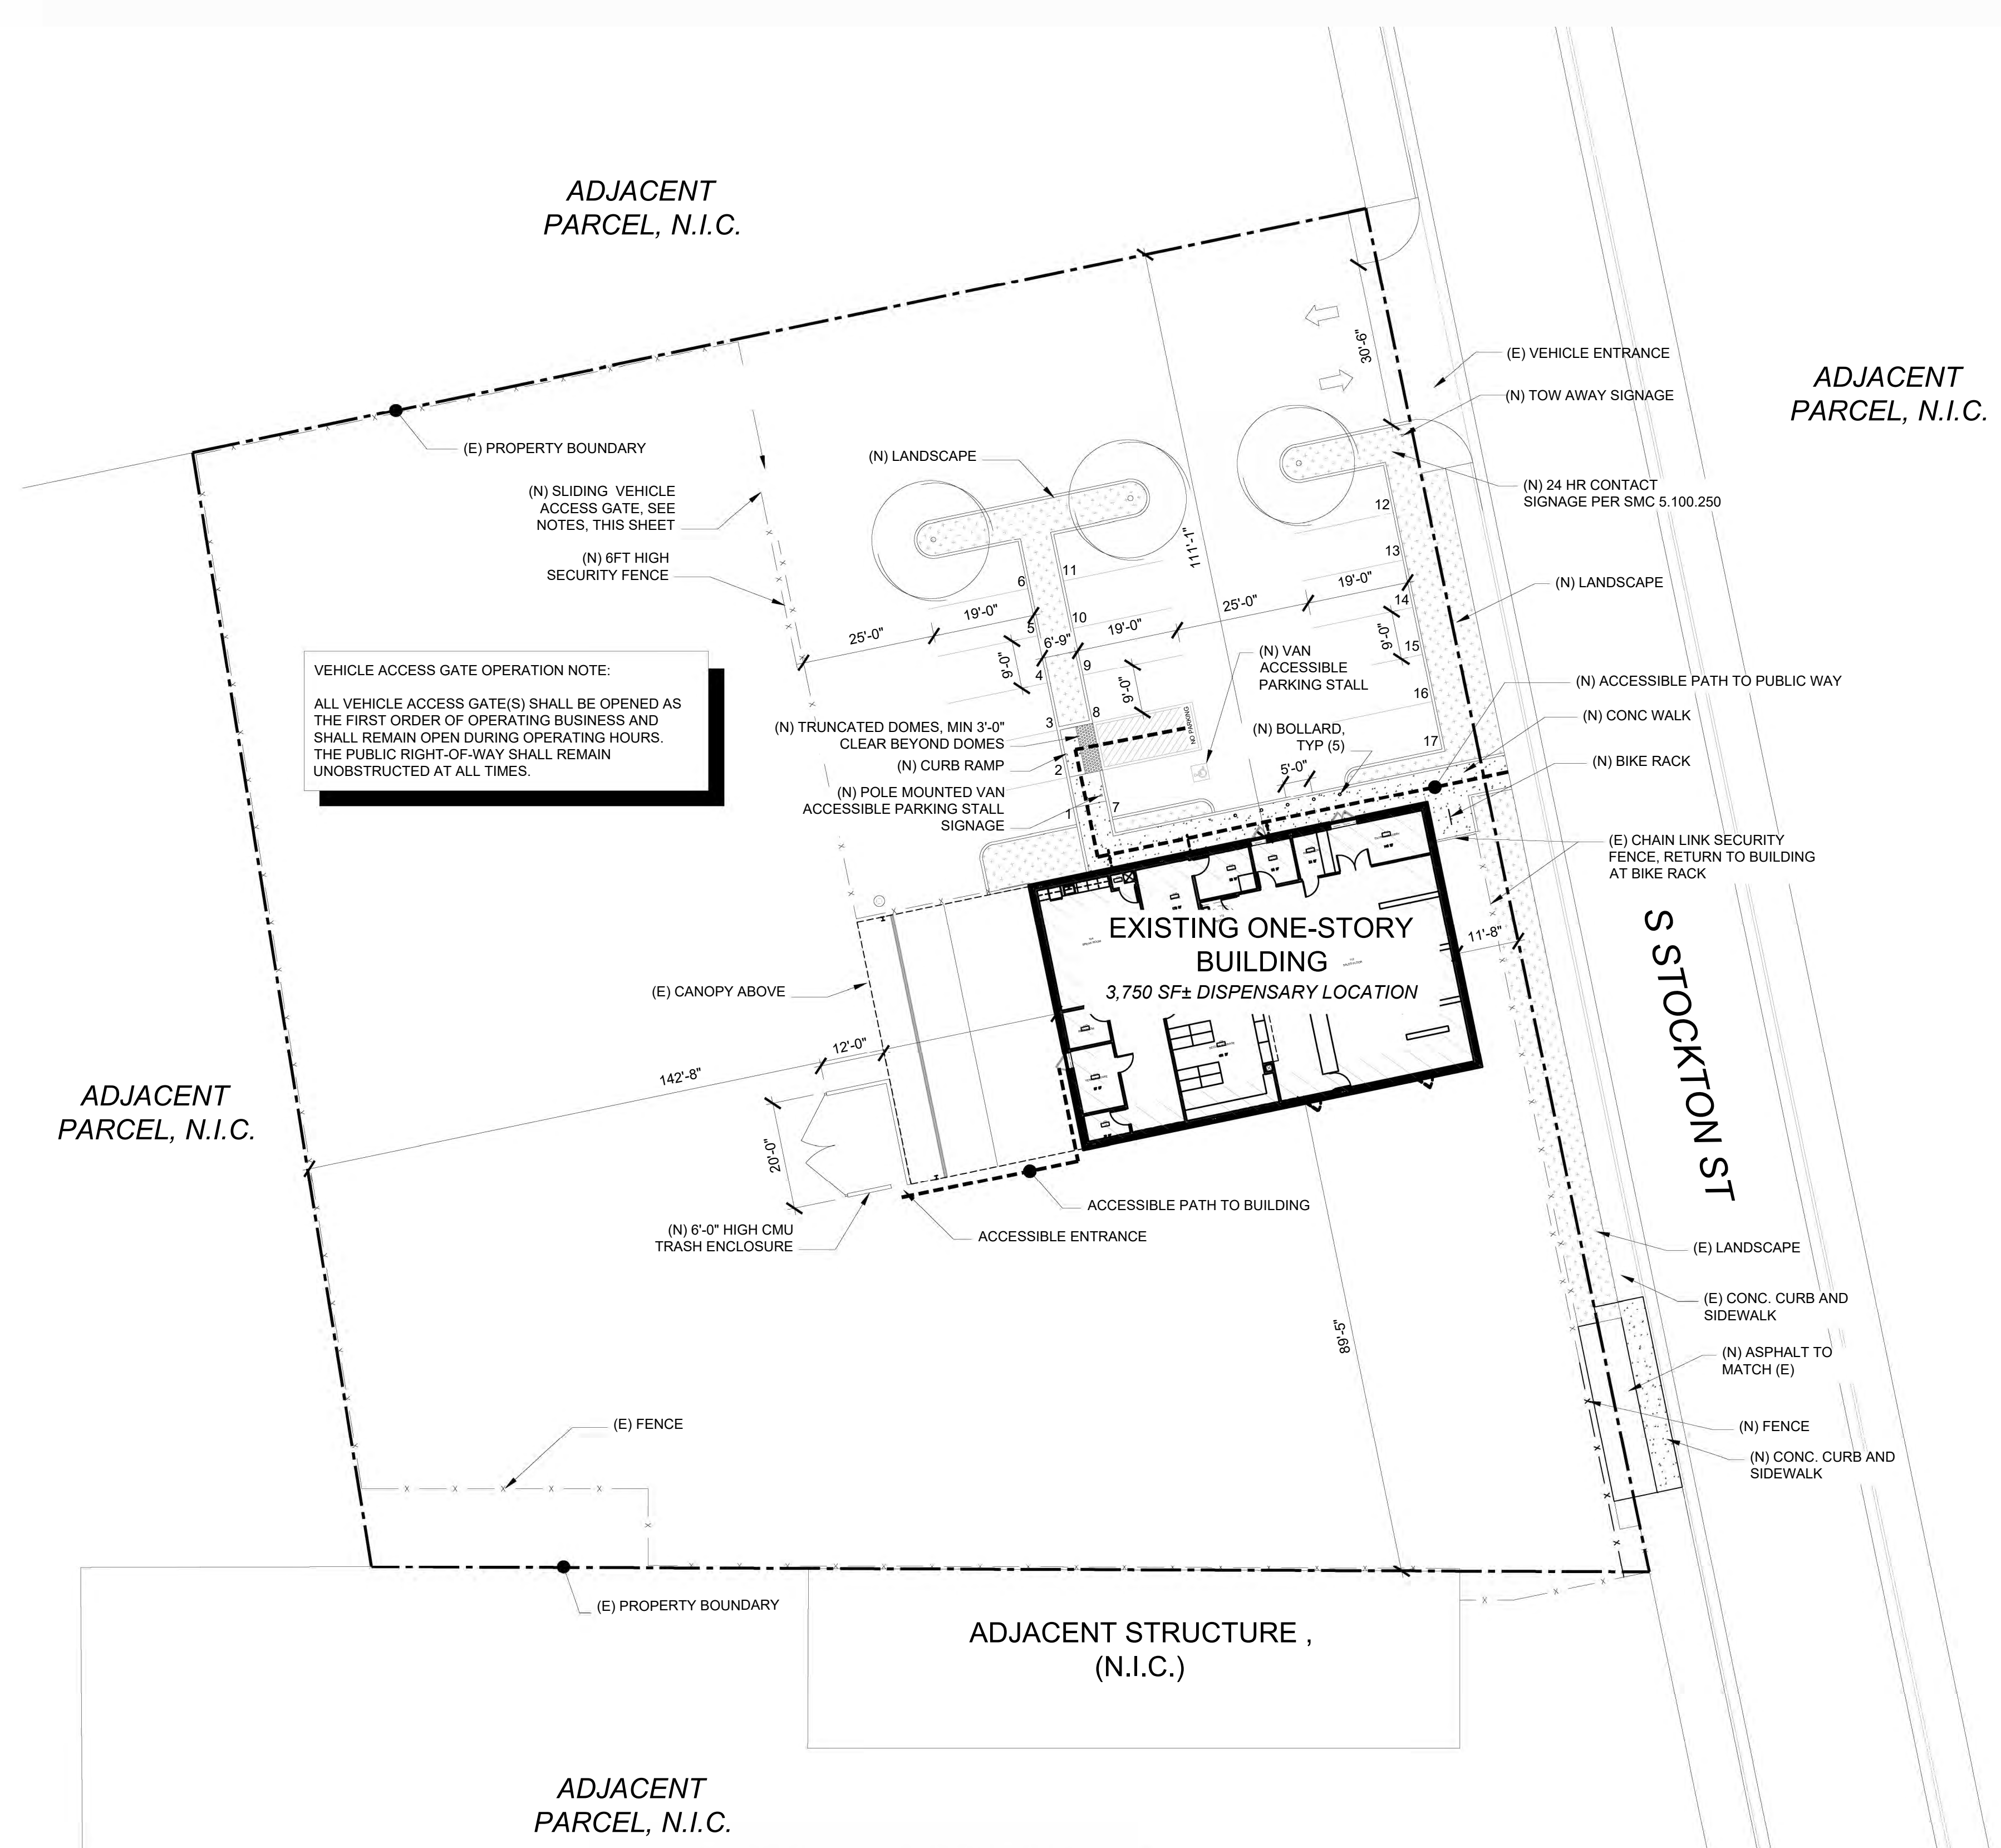 ADJACENT
PARCEL, N.I.C.
(E) PROPERTY BOUNDARY
(N) SLIDING VEHICLE
ACCESS GATE, SEE
NOTES, THIS SHEET
(N) 6FT HIGH
SECURITY FENCE
(N) LANDSCAPE
30'-6"
(E) VEHICLE ENTRANCE
(N) TOW AWAY SIGNAGE
ADJACENT
PARCEL, N.I.C.
(N) 24 HR CONTACT
SIGNAGE PER SMC 5.100.250
111'-1"
12
13
14
15
16
17
19'-0"
25'-0"
9'-0"
(N) LANDSCAPE
6
5
4
3
2
1
11
10
9
8
7
25'-0"
19'-0"
6'-9"
19'-0"
9'-0"
9'-0"
VEHICLE ACCESS GATE OPERATION NOTE:
ALL VEHICLE ACCESS GATE(S) SHALL BE OPENED AS
THE FIRST ORDER OF OPERATING BUSINESS AND
SHALL REMAIN OPEN DURING OPERATING HOURS.
THE PUBLIC RIGHT-OF-WAY SHALL REMAIN
UNOBSTRUCTED AT ALL TIMES.
(N) VAN
ACCESSIBLE
PARKING STALL
NO PARKING
(N) TRUNCATED DOMES, MIN 3'-0"
CLEAR BEYOND DOMES
(N) CURB RAMP
(N) POLE MOUNTED VAN
ACCESSIBLE PARKING STALL
SIGNAGE
(N) BOLLARD,
TYP (5)
5'-0"
(N) ACCESSIBLE PATH TO PUBLIC WAY
(N) CONC WALK
(N) BIKE RACK
(E) CHAIN LINK SECURITY
FENCE, RETURN TO BUILDING
AT BIKE RACK
S STOCKTON ST
EXISTING ONE-STORY
BUILDING
3,750 SF± DISPENSARY LOCATION
11'-8"
(E) CANOPY ABOVE
12'-0"
142'-8"
20'-0"
ADJACENT
PARCEL, N.I.C.
(N) 6'-0" HIGH CMU
TRASH ENCLOSURE
ACCESSIBLE PATH TO BUILDING
ACCESSIBLE ENTRANCE
89'-5"
(E) LANDSCAPE
(E) CONC. CURB AND
SIDEWALK
(N) ASPHALT TO
MATCH (E)
(N) FENCE
(N) CONC. CURB AND
SIDEWALK
(E) FENCE
(E) PROPERTY BOUNDARY
ADJACENT STRUCTURE ,
(N.I.C.)
ADJACENT
PARCEL, N.I.C.